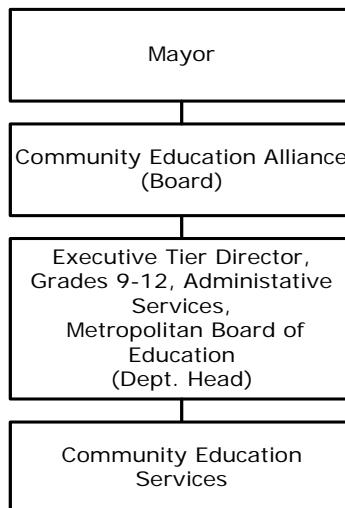 Mayor
Community Education Alliance
(Board)
Executive Tier Director,
Grades 9-12, Administative
Services,
Metropolitan Board of
Education
(Dept. Head)
Community Education
Services